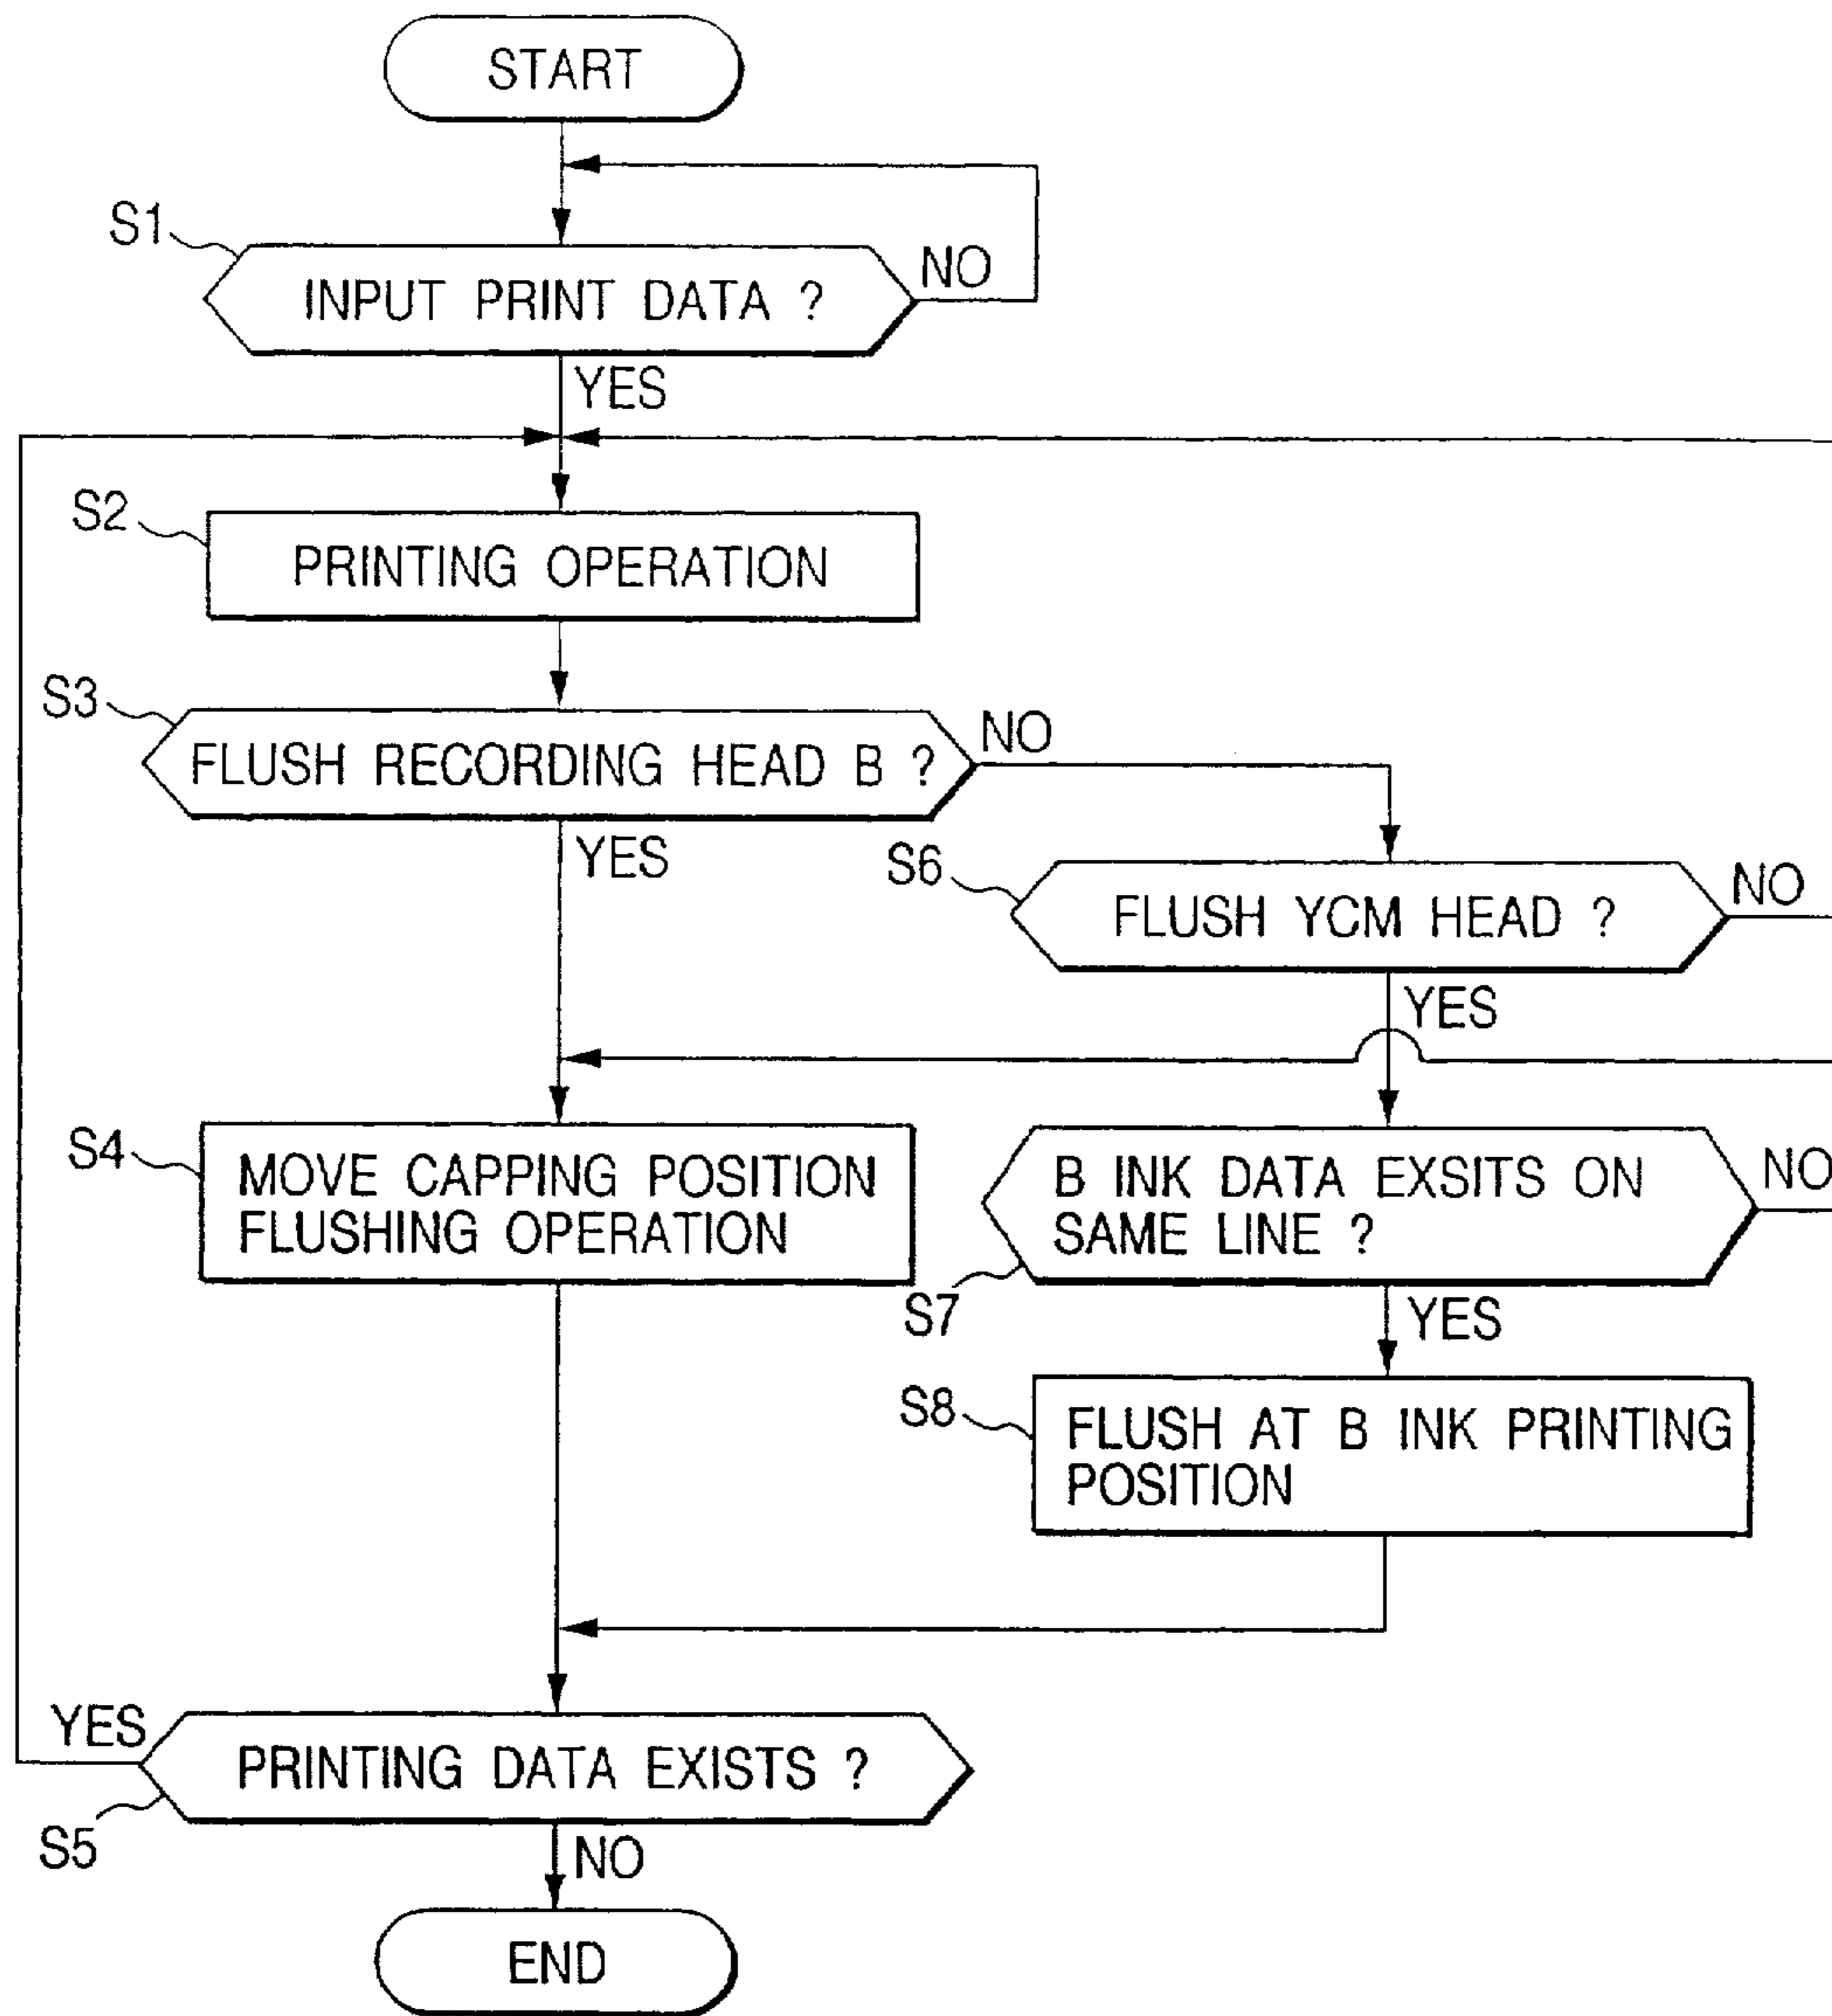 START
S1
INPUT PRINT DATA ?
NO
YES
S2
PRINTING OPERATION
S3
FLUSH RECORDING HEAD B ?
NO
YES
S6
FLUSH YCM HEAD ?
NO
YES
S4
MOVE CAPPING POSITION
FLUSHING OPERATION
B INK DATA EXSITS ON
SAME LINE ?
NO
S7
YES
S8
FLUSH AT B INK PRINTING
POSITION
YES
PRINTING DATA EXISTS ?
S5
NO
END